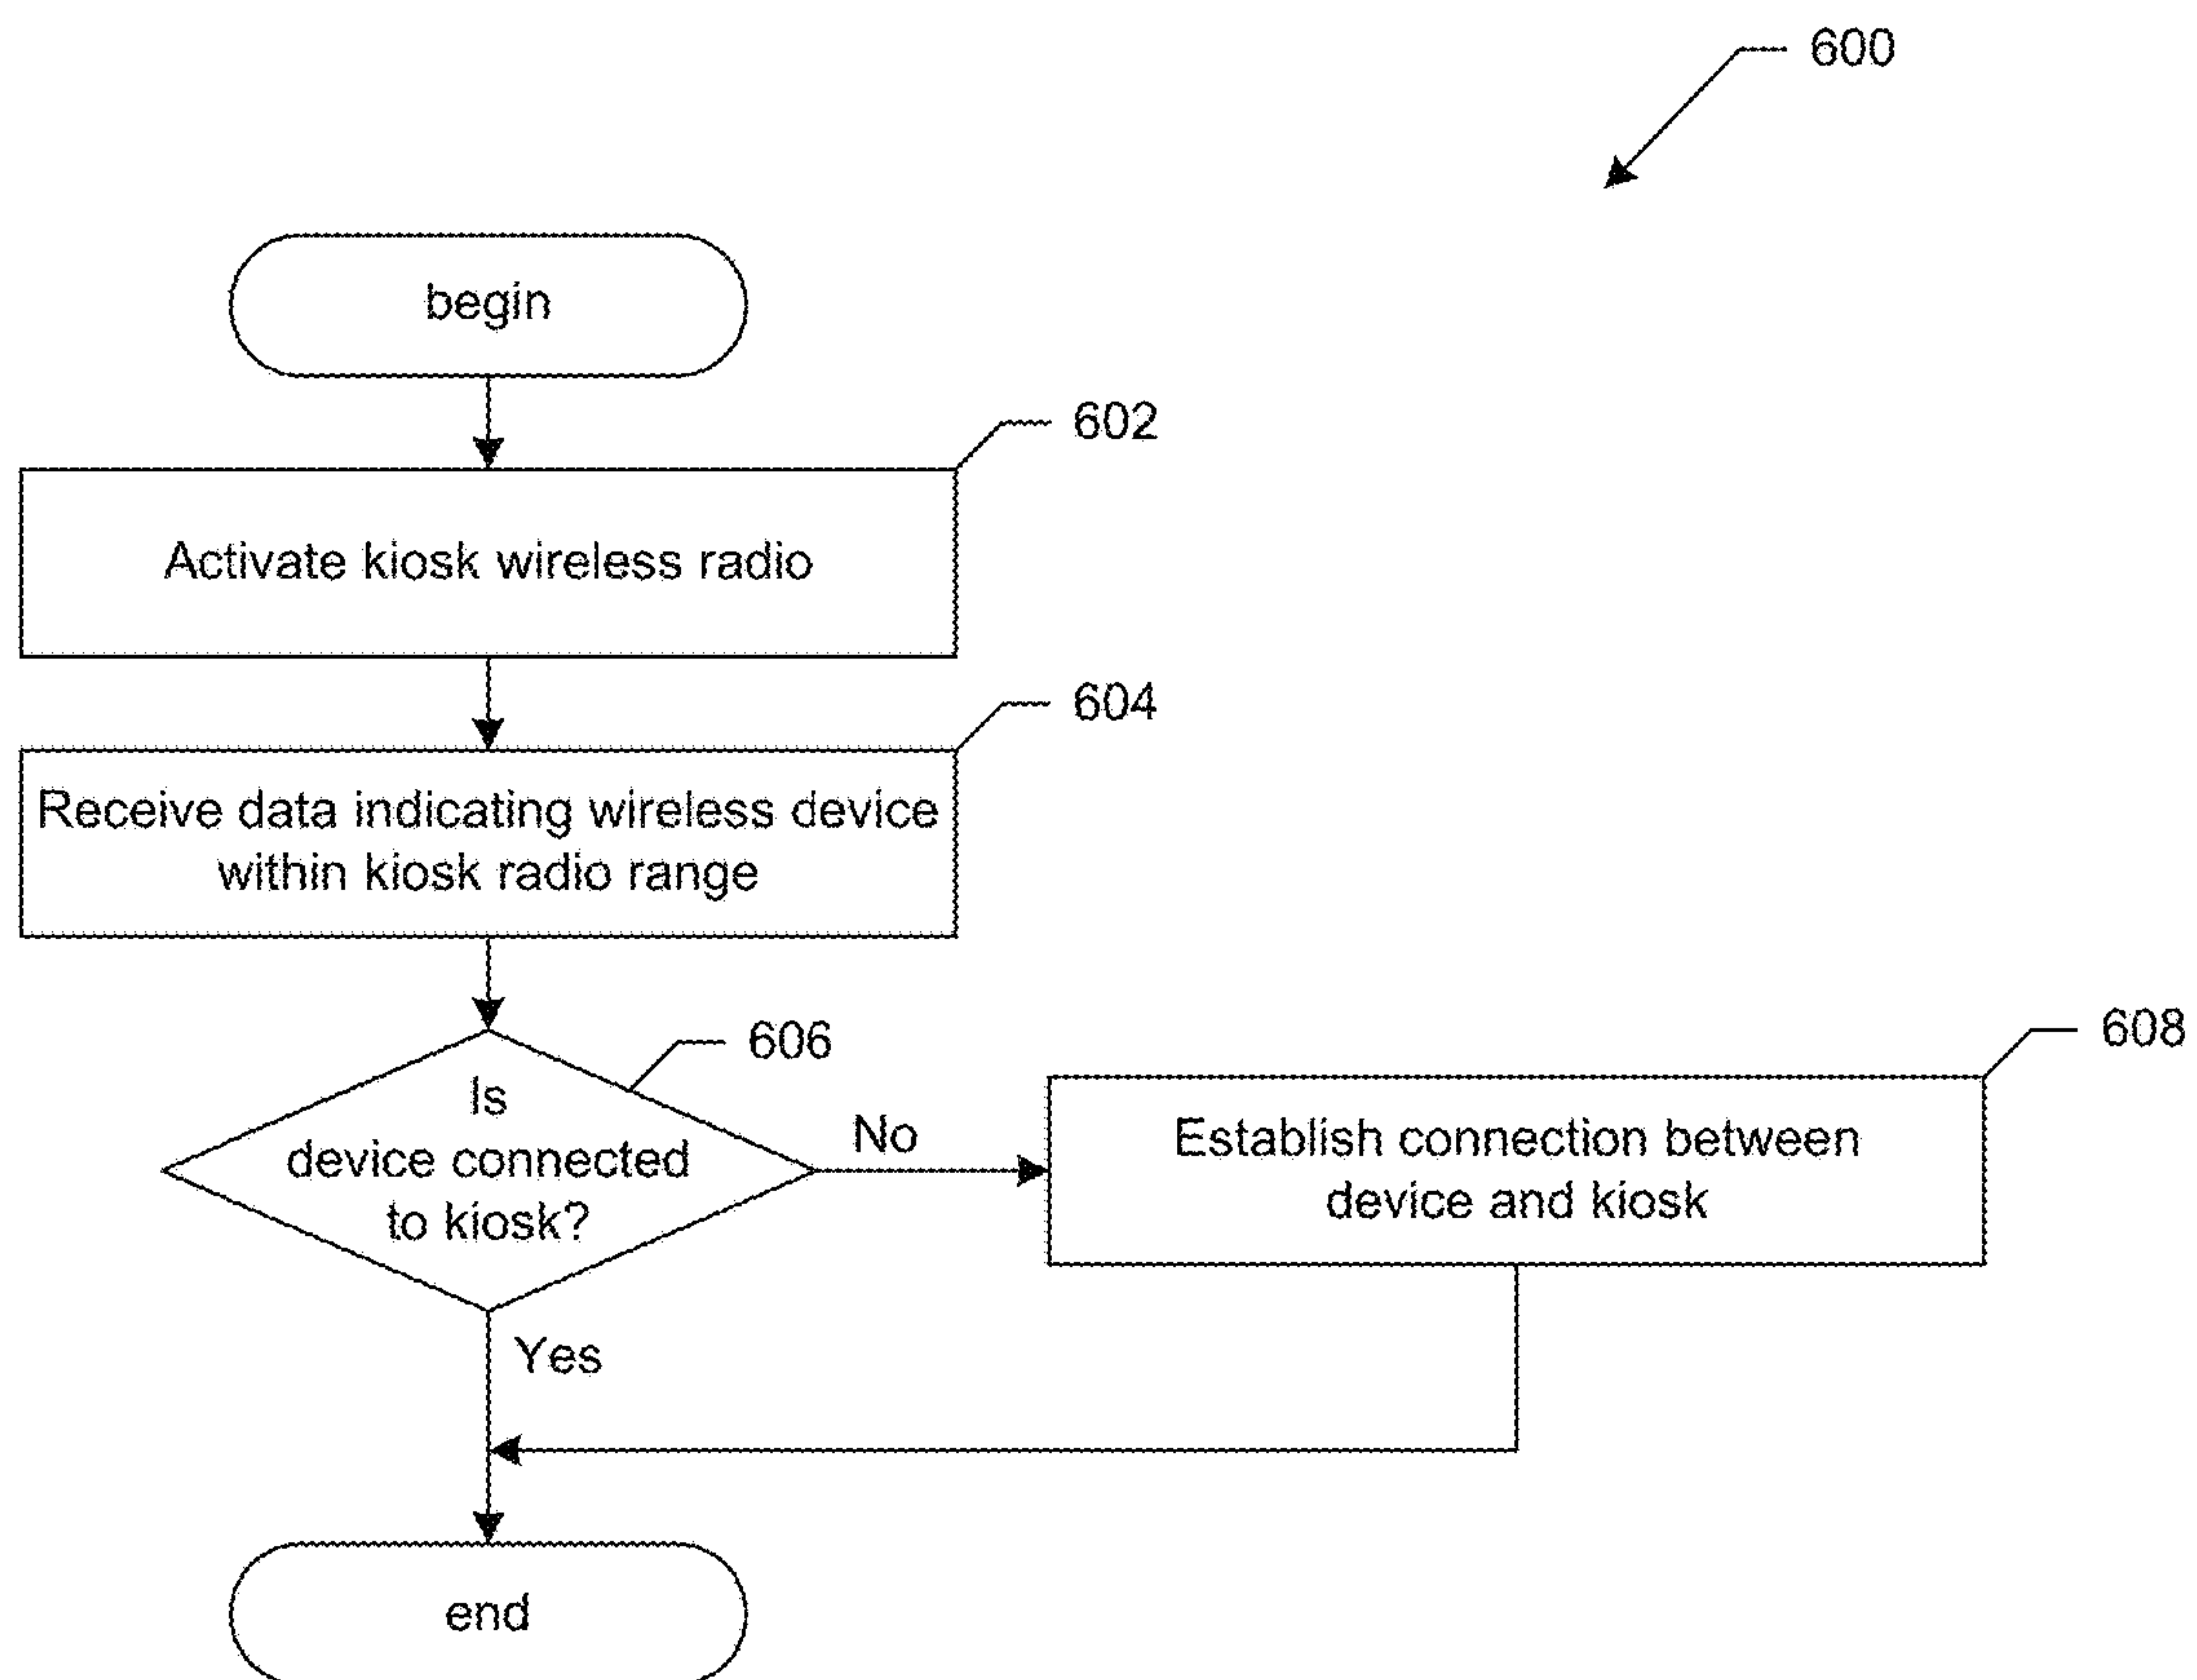 600
begin
602
Activate kiosk wireless radio
604
Receive data indicating wireless device
within kiosk radio range
606
Is
device connected
to kiosk?
No
608
Establish connection between
device and kiosk
Yes
end